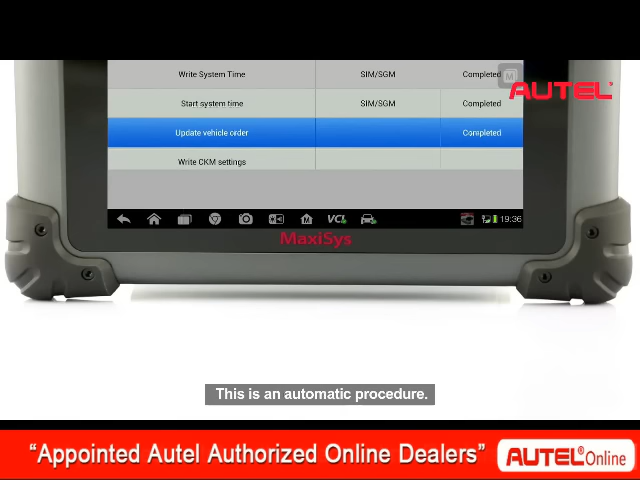 Write System Time SIM/SGM Completed
M
AUTEL®
Start system time SIM/SGM Completed
Update vehicle order Completed
Write CKM settings
VCI 19:36
MaxiSys
This is an automatic procedure.
“Appointed Autel Authorized Online Dealers” AUTEL® Online